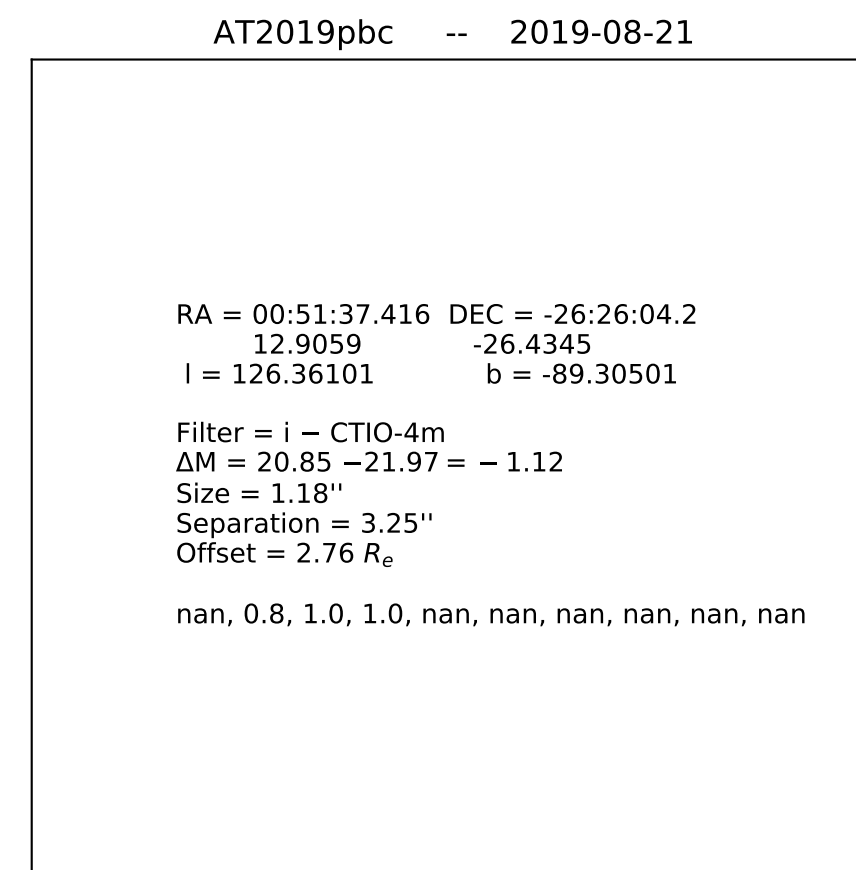 AT2019pbc -- 2019-08-21
RA = 00:51:37.416 DEC = -26:26:04.2
12.9059 -26.4345
l = 126.36101 b = -89.30501
Filter = i − CTIO-4m
ΔM = 20.85 −21.97 = − 1.12
Size = 1.18''
Separation = 3.25''
Offset = 2.76 Re
nan, 0.8, 1.0, 1.0, nan, nan, nan, nan, nan, nan